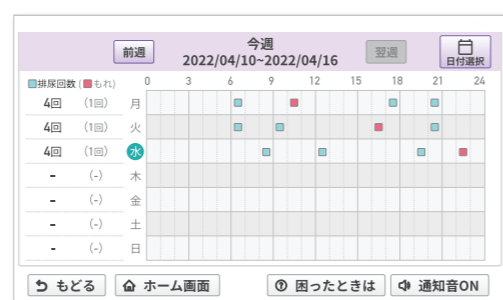 前週
今週
2022/04/10~2022/04/16
翌週
日付選択
排尿回数 (もれ)
0 3 6 9 12 15 18 21 24
4回 (1回) 月
4回 (1回) 火
4回 (1回) 水
- (-) 木
- (-) 金
- (-) 土
- (-) 日
もどる
ホーム画面
困ったときは
通知音ON